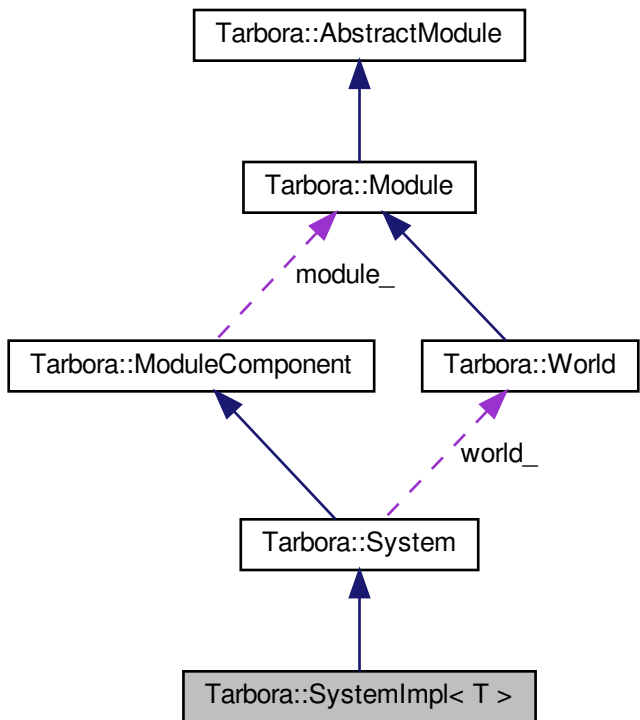 Tarbora::AbstractModule
Tarbora::Module
module_
Tarbora::ModuleComponent
Tarbora::World
world_
Tarbora::System
Tarbora::SystemImpl< T >